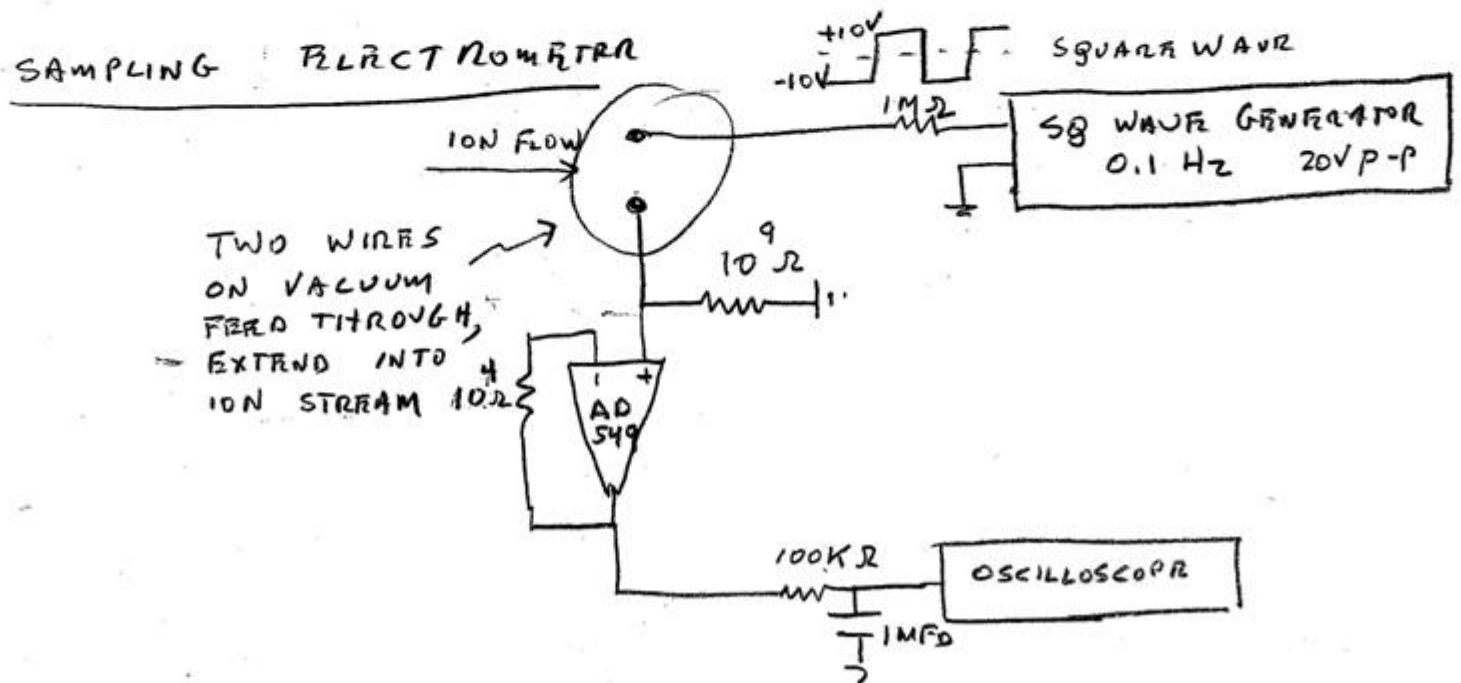 SAMPLING ELECTROMETER
+10V
-10V
SQUARE WAVE
1MΩ
SQ WAVE GENERATOR
0.1 Hz 20V P-P
ION FLOW
TWO WIRES
ON VACUUM
FEED THROUGH,
EXTEND INTO
ION STREAM
10⁹Ω
10⁴Ω
- +
AD
549
100KΩ
1MFD
OSCILLOSCOPE